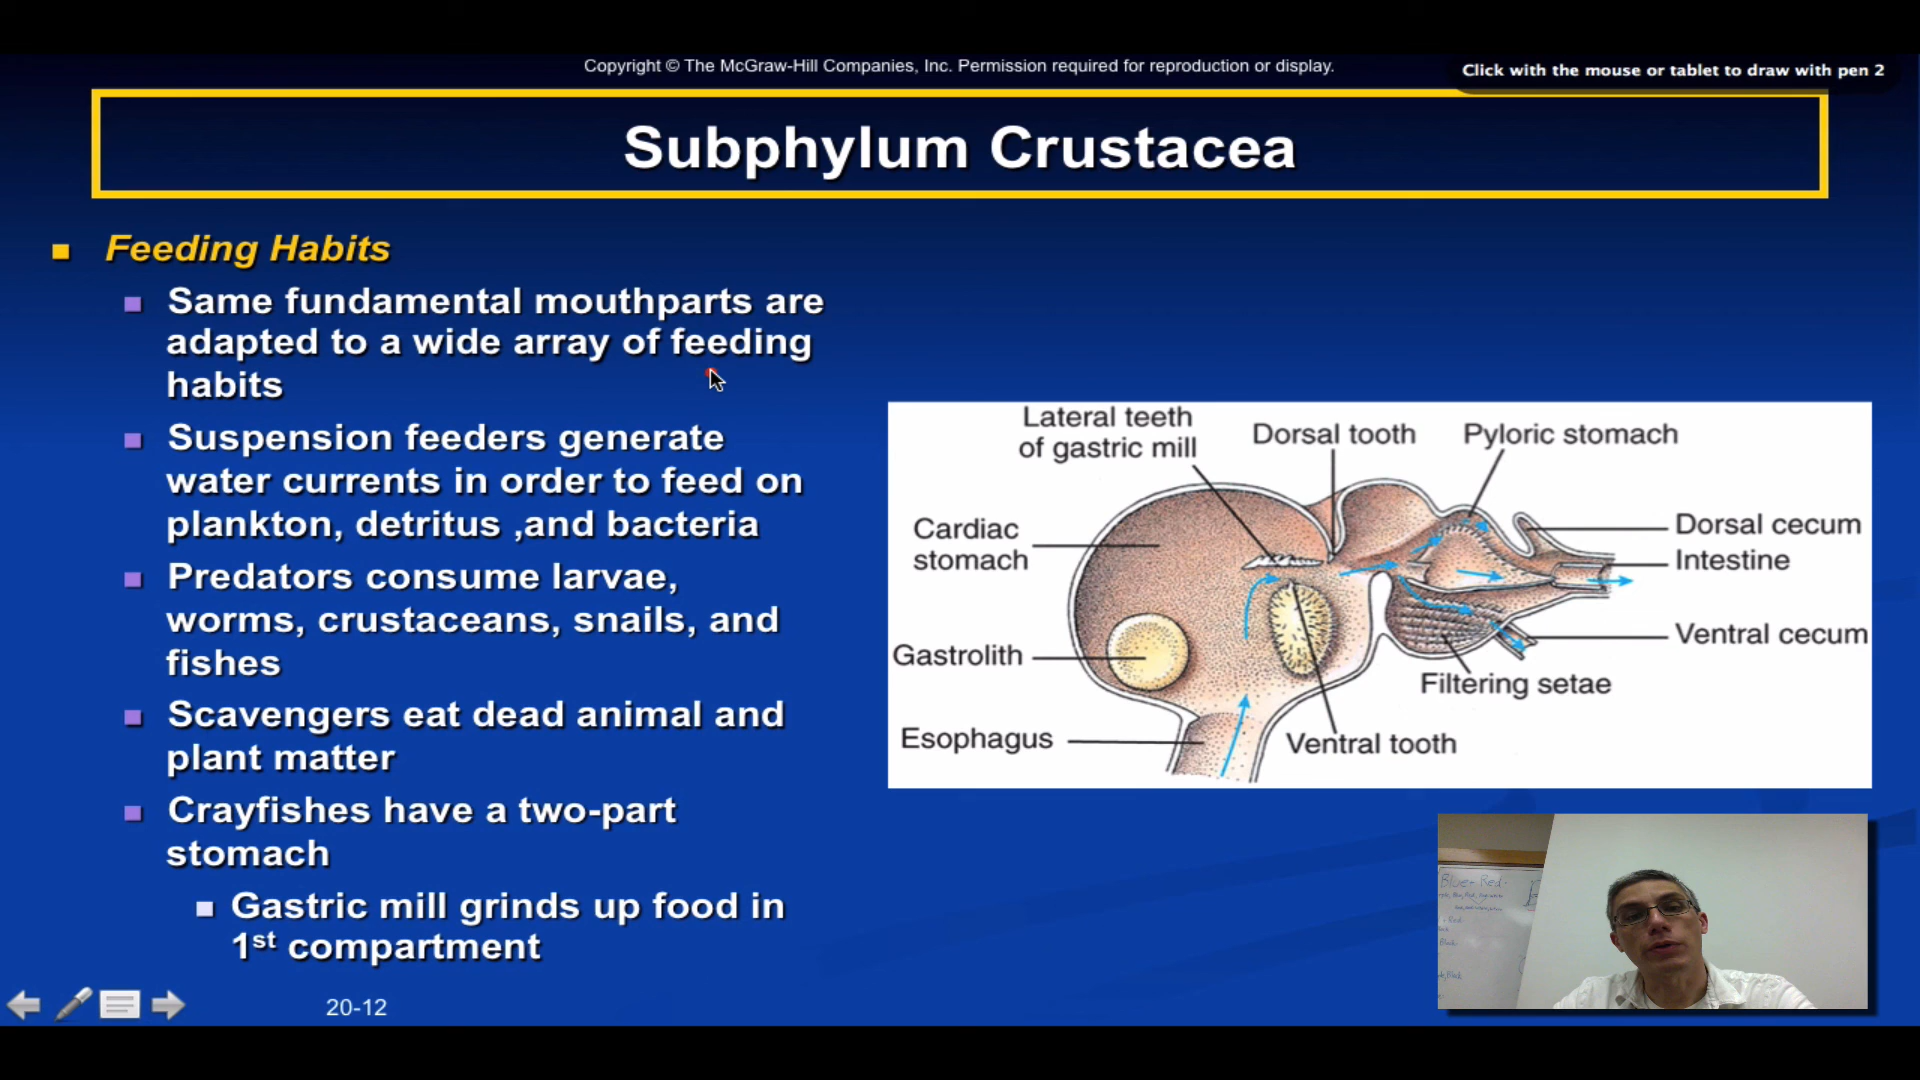 Copyright © The McGraw-Hill Companies, Inc. Permission required for reproduction or display.
Click with the mouse or tablet to draw with pen 2
Subphylum Crustacea
Feeding Habits
Same fundamental mouthparts are
adapted to a wide array of feeding
habits
Suspension feeders generate
water currents in order to feed on
plankton, detritus ,and bacteria
Predators consume larvae,
worms, crustaceans, snails, and
fishes
Scavengers eat dead animal and
plant matter
Crayfishes have a two-part
stomach
Gastric mill grinds up food in
1st compartment
20-12
Lateral teeth
of gastric mill
Dorsal tooth
Pyloric stomach
Cardiac
stomach
Dorsal cecum
Intestine
Gastrolith
Ventral cecum
Filtering setae
Esophagus
Ventral tooth
Blue+ Red